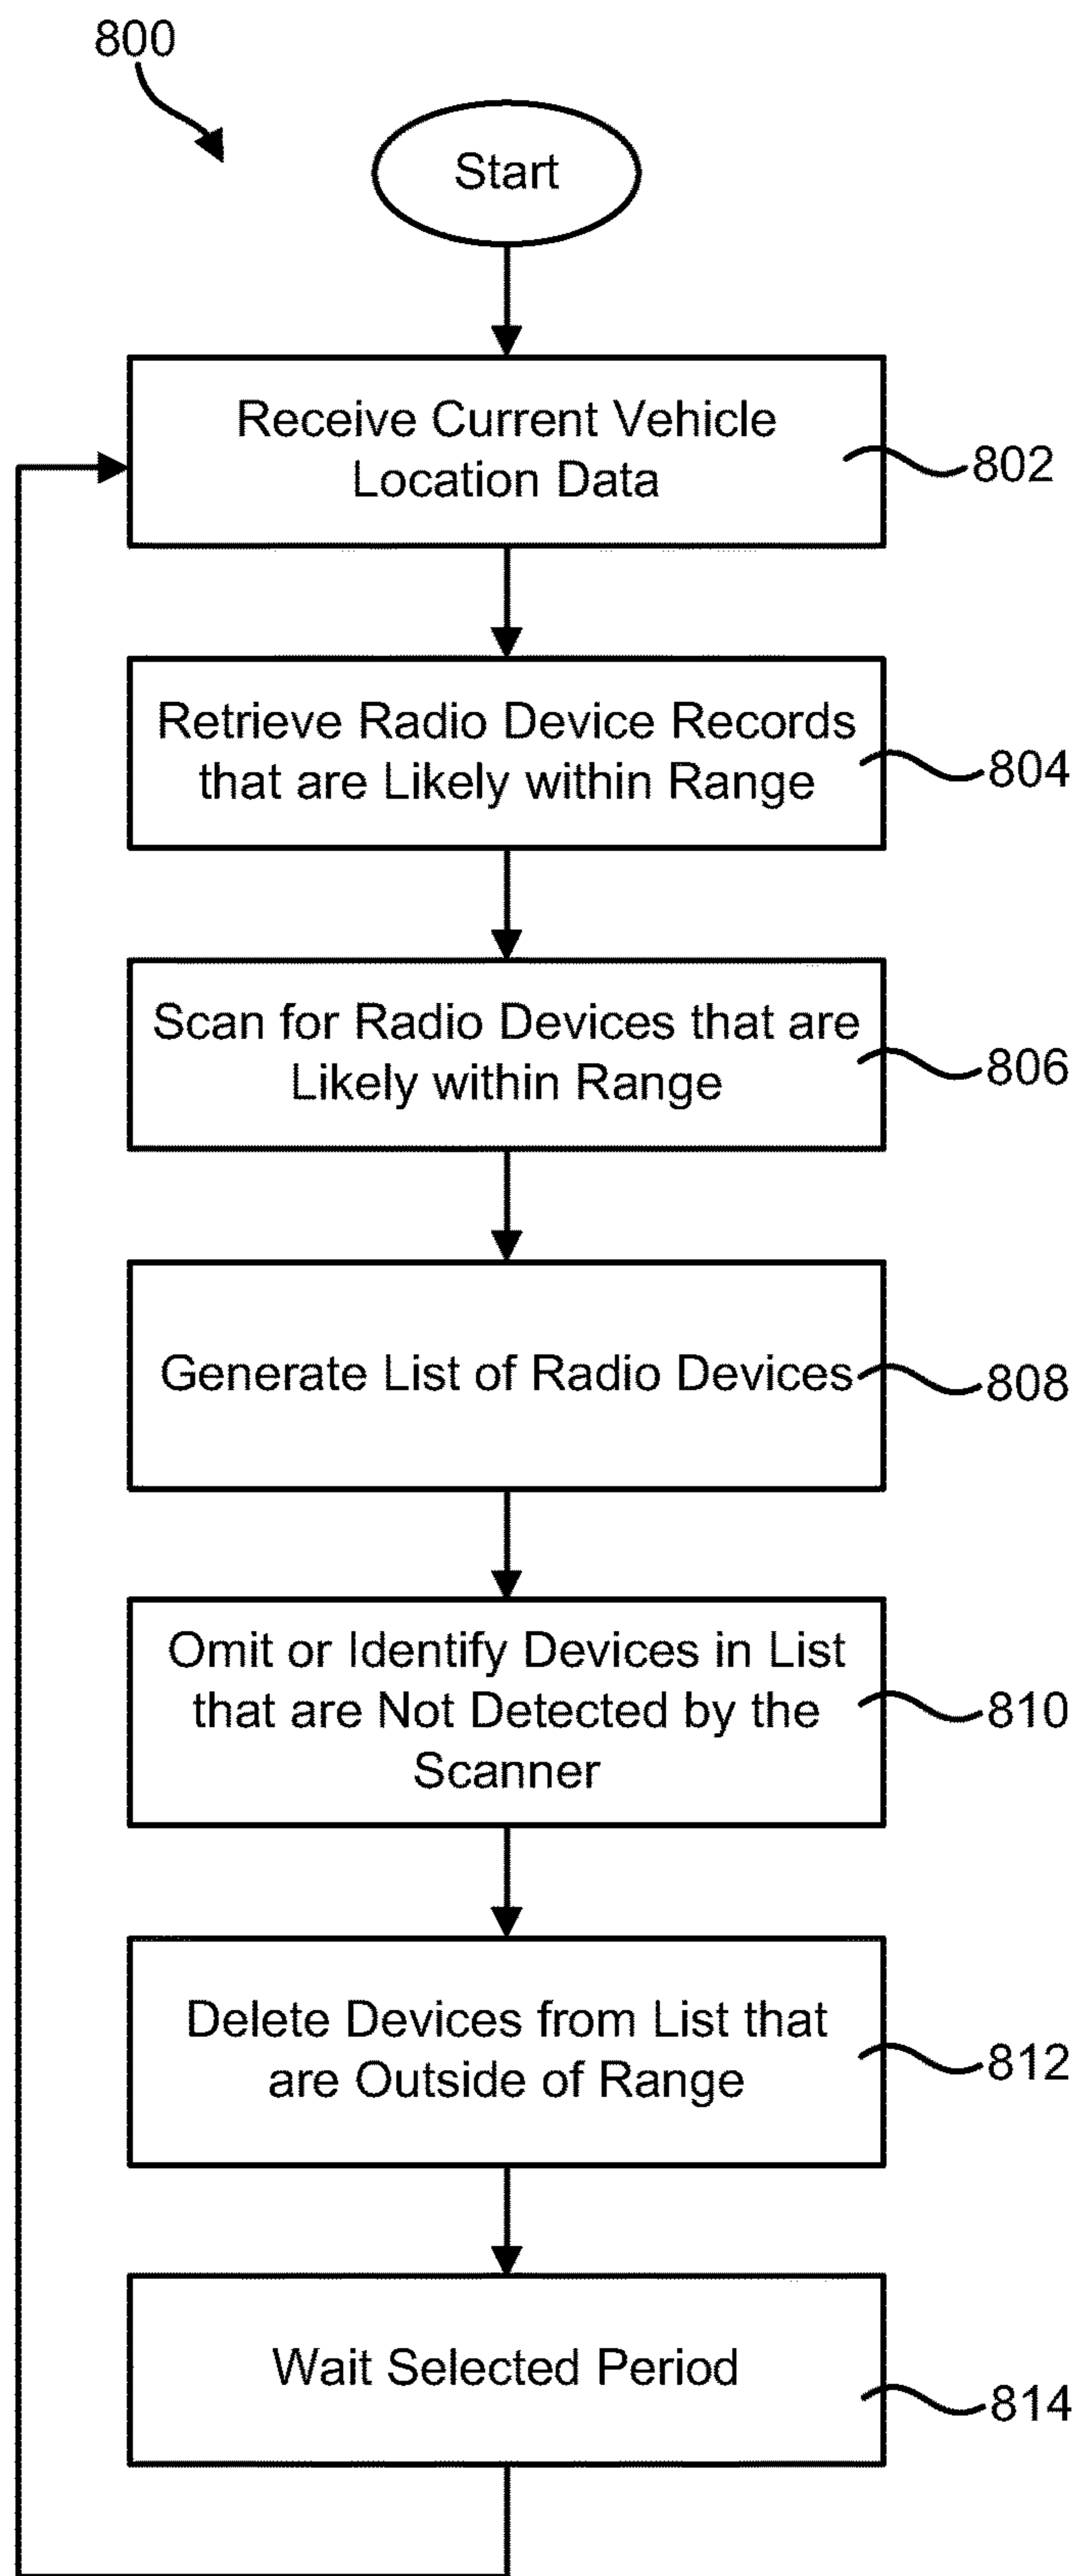 800
Start
Receive Current Vehicle
Location Data
802
Retrieve Radio Device Records
that are Likely within Range
804
Scan for Radio Devices that are
Likely within Range
806
Generate List of Radio Devices
808
Omit or Identify Devices in List
that are Not Detected by the
Scanner
810
Delete Devices from List that
are Outside of Range
812
Wait Selected Period
814